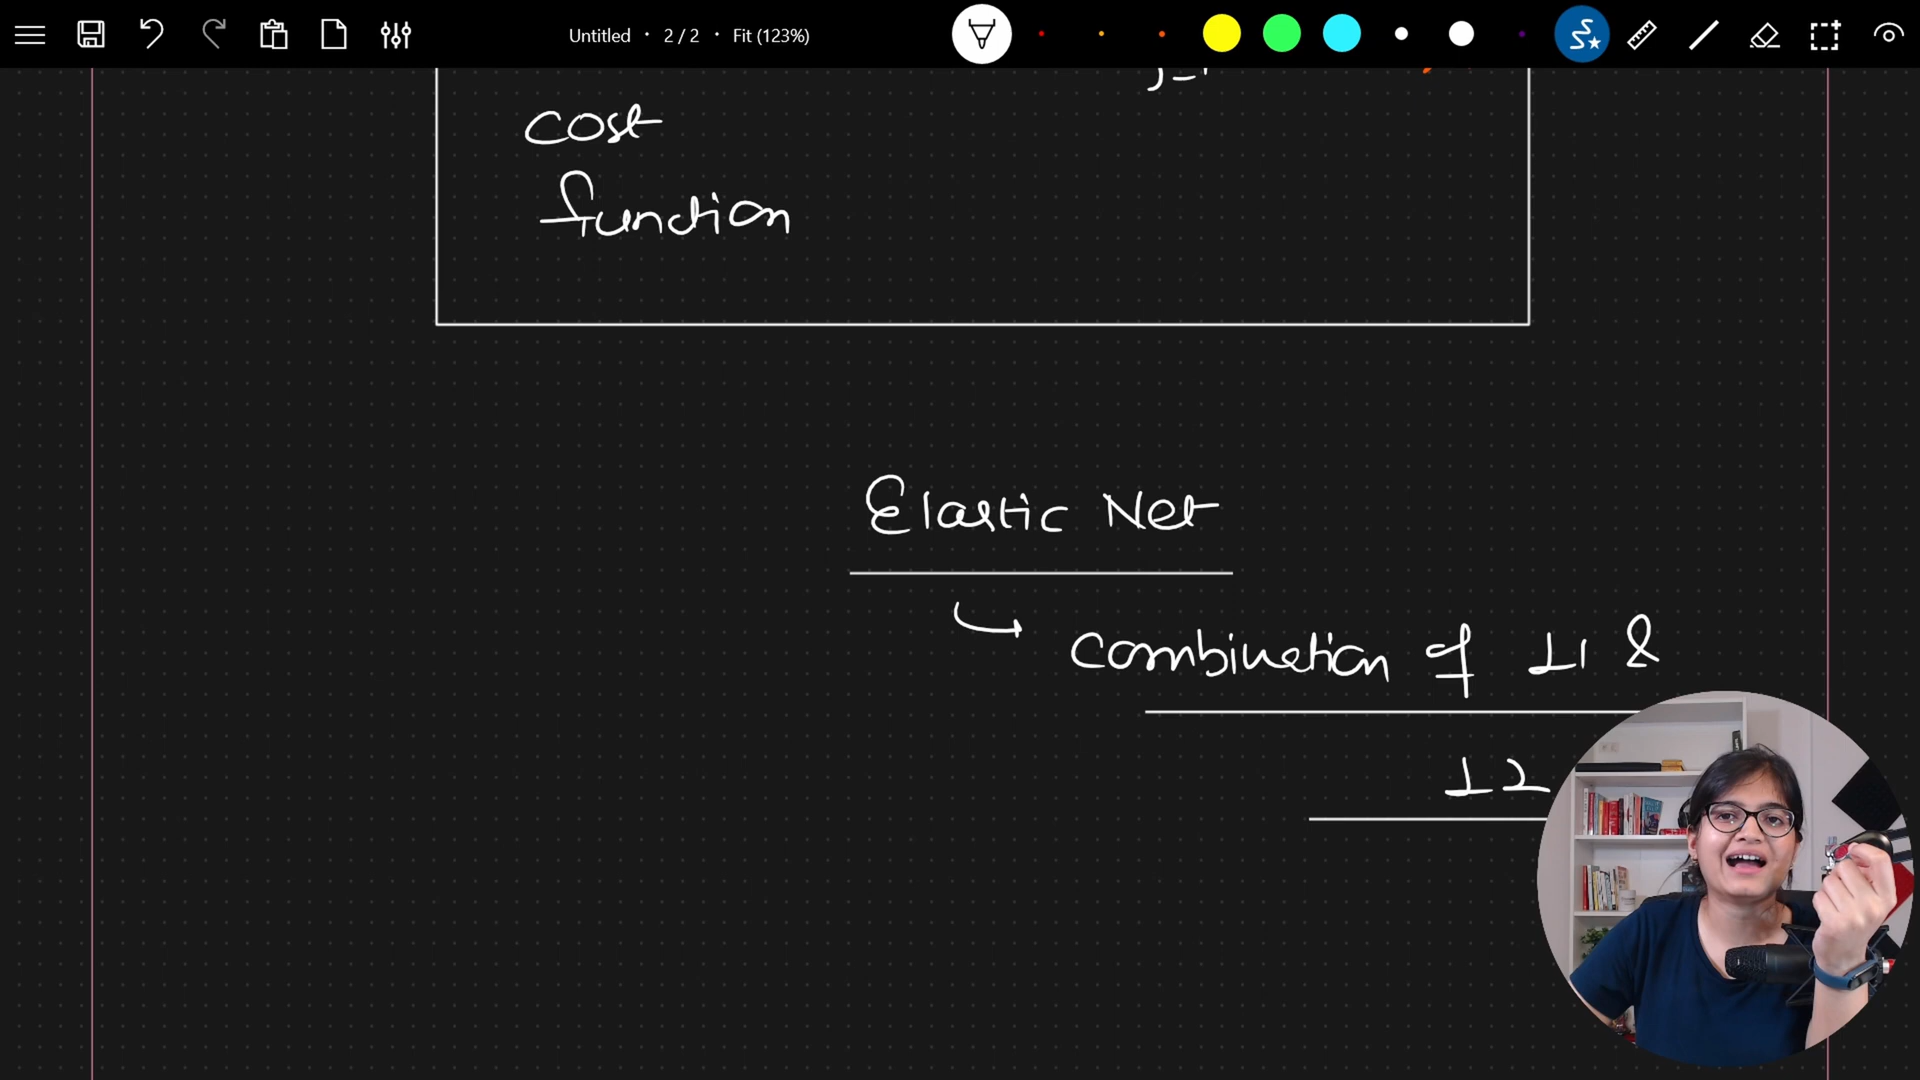 Untitled • 2 / 2 • Fit (123%)
cost
function
Elastic Net
Combination of L1 &
L2